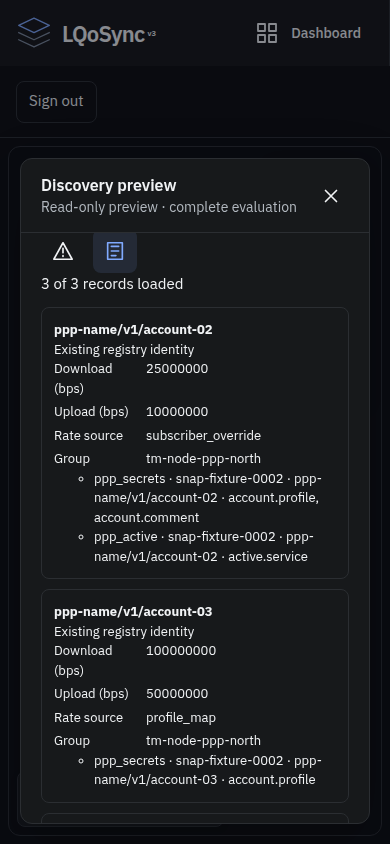 LQoSync v3
Dashboard
Sign out
Discovery preview
Read-only preview · complete evaluation
3 of 3 records loaded
ppp-name/v1/account-02
Existing registry identity
Download (bps) 25000000
Upload (bps) 10000000
Rate source subscriber_override
Group tm-node-ppp-north
ppp_secrets · snap-fixture-0002 · ppp-
name/v1/account-02 · account.profile,
account.comment
ppp_active · snap-fixture-0002 · ppp-
name/v1/account-02 · active.service
ppp-name/v1/account-03
Existing registry identity
Download (bps) 100000000
Upload (bps) 50000000
Rate source profile_map
Group tm-node-ppp-north
ppp_secrets · snap-fixture-0002 · ppp-
name/v1/account-03 · account.profile